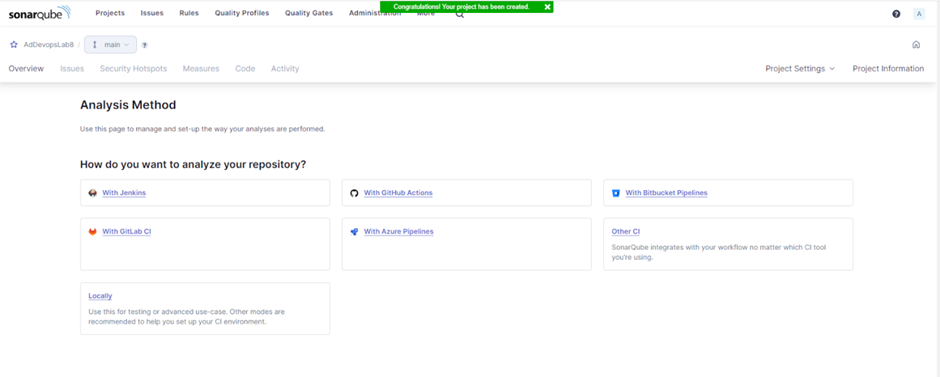 Congratulations! Your project has been created.
sonarqube Projects Issues Rules Quality Profiles Quality Gates Administration More A
AdDevopsLab8 / main
Overview Issues Security Hotspots Measures Code Activity Project Settings Project Information
Analysis Method
Use this page to manage and set-up the way your analyses are performed.
How do you want to analyze your repository?
With Jenkins With GitHub Actions With Bitbucket Pipelines
With GitLab CI With Azure Pipelines Other CI
SonarQube integrates with your workflow no matter which CI tool
you're using.
Locally
Use this for testing or advanced use-case. Other modes are
recommended to help you set up your CI environment.